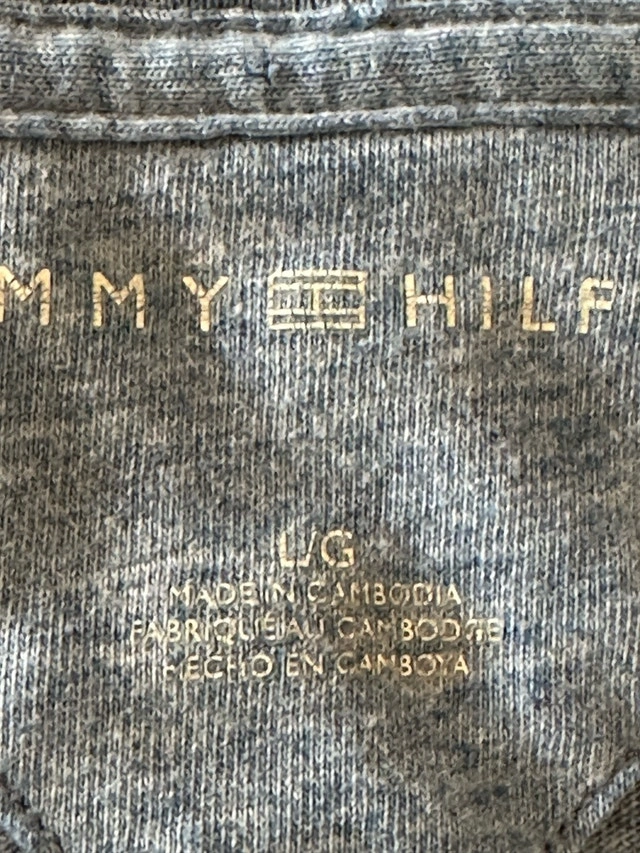 MMY HILF
L/G
MADE IN CAMBODIA
FABRIQUÉ AU CAMBODGE
HECHO EN CAMBOYA